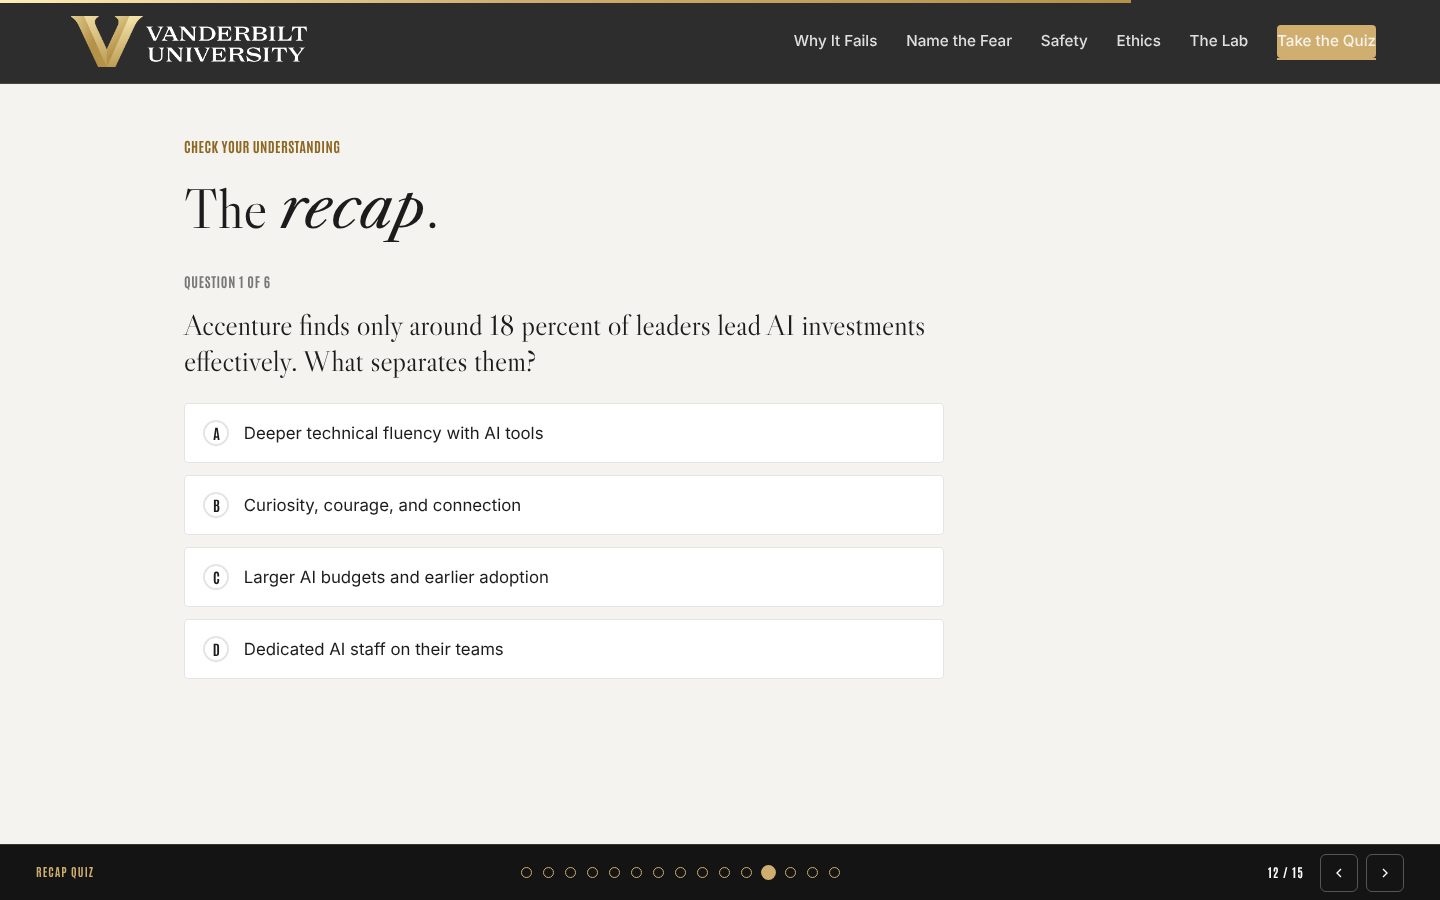 VANDERBILT
UNIVERSITY
Why It Fails
Name the Fear
Safety
Ethics
The Lab
Take the Quiz
CHECK YOUR UNDERSTANDING
The recap.
QUESTION 1 OF 6
Accenture finds only around 18 percent of leaders lead AI investments
effectively. What separates them?
A Deeper technical fluency with AI tools
B Curiosity, courage, and connection
C Larger AI budgets and earlier adoption
D Dedicated AI staff on their teams
RECAP QUIZ
12 / 15